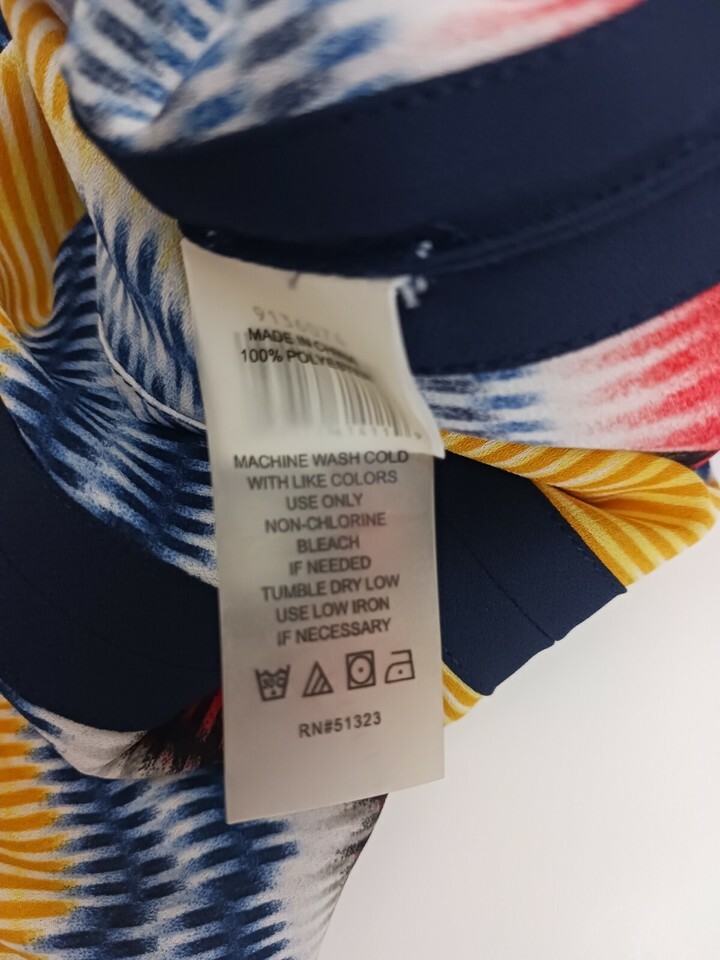 MADE IN CHINA
100% POLYESTER
MACHINE WASH COLD
WITH LIKE COLORS
USE ONLY
NON-CHLORINE
BLEACH
IF NEEDED
TUMBLE DRY LOW
USE LOW IRON
IF NECESSARY
RN#51323